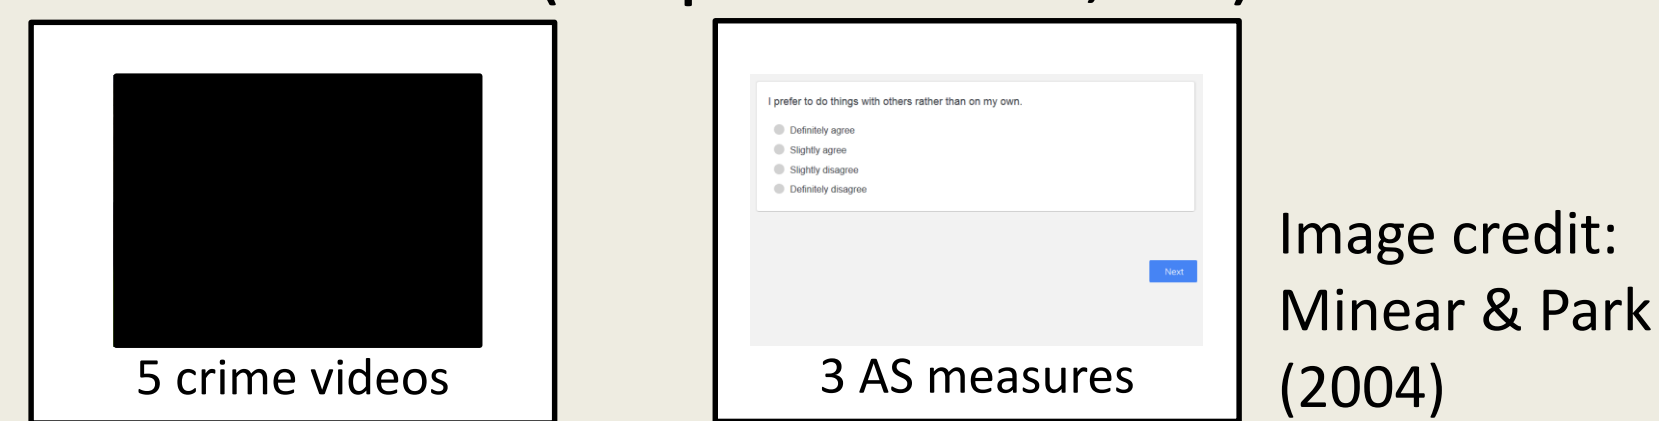 5 crime videos
I prefer to do things with others rather than on my own.
Definitely agree
Slightly agree
Slightly disagree
Definitely disagree
Next
3 AS measures
Image credit:
Minear & Park
(2004)